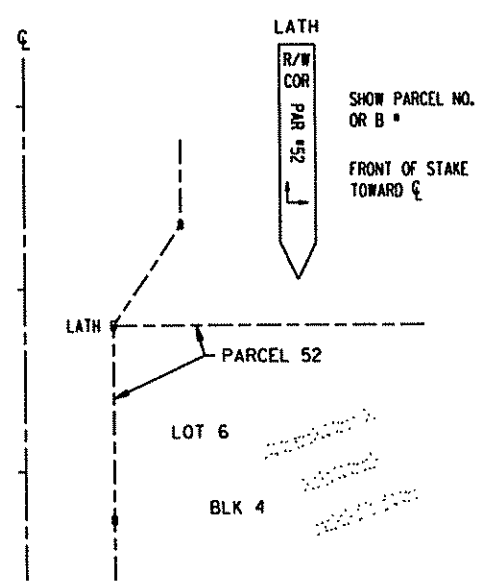 ℄
LATH
R/W
COR
PAR #52
SHOW PARCEL NO.
OR B #
FRONT OF STAKE
TOWARD ℄
LATH
PARCEL 52
LOT 6
BLK 4